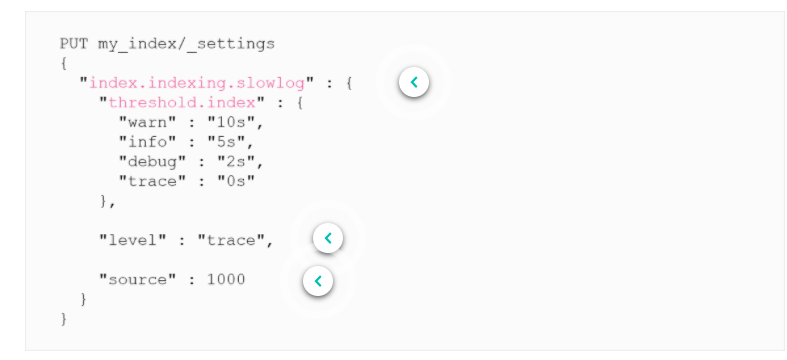 PUT my_index/_settings
{
"index.indexing.slowlog" : {
"threshold.index" : {
"warn" : "10s",
"info" : "5s",
"debug" : "2s",
"trace" : "0s"
},
"level" : "trace",
"source" : 1000
}
}